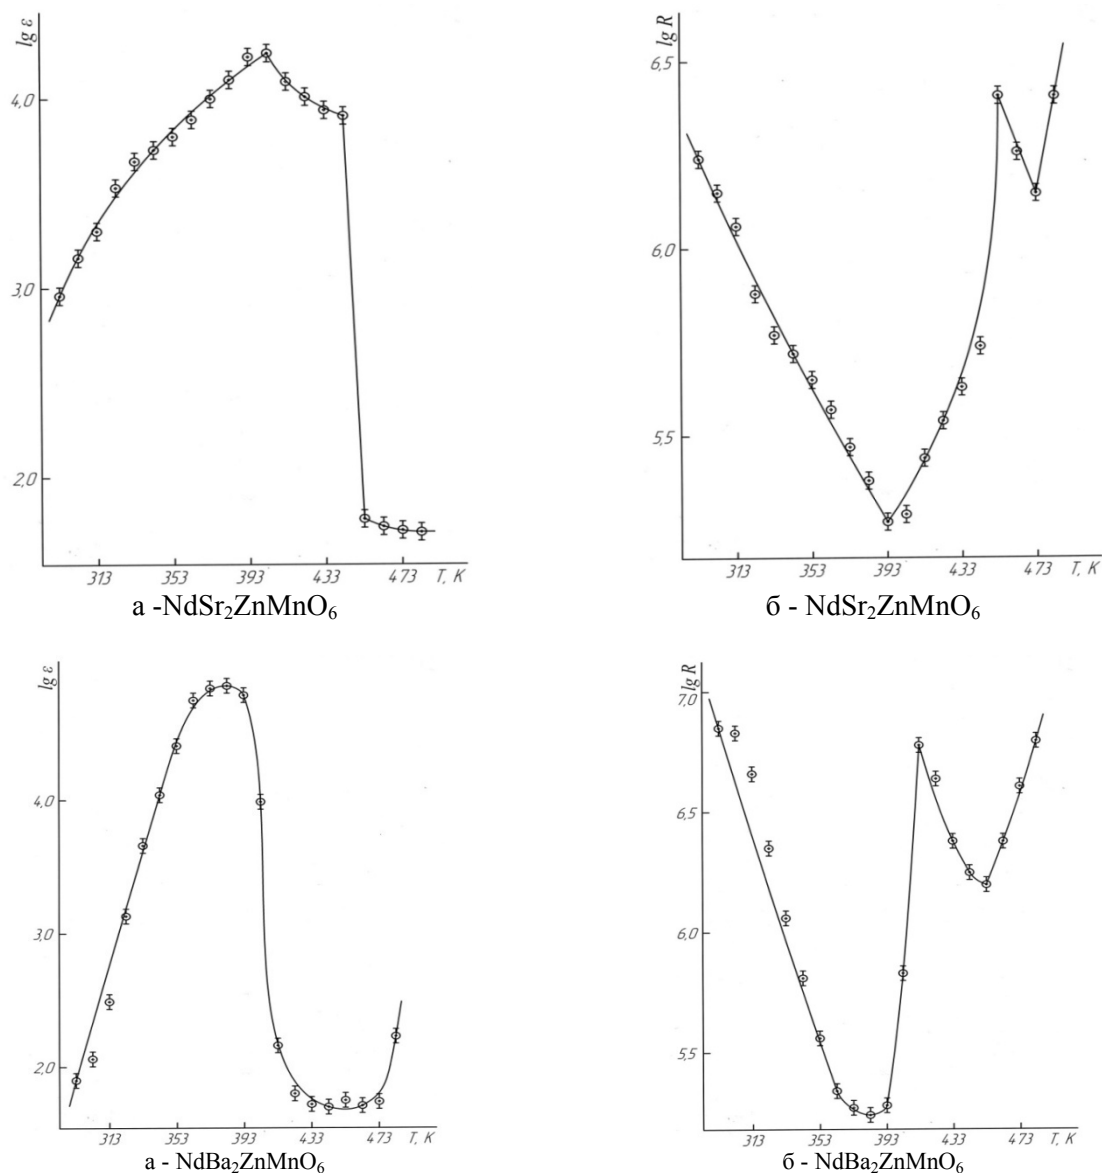 lg ε
4,0
3,0
2,0
313 353 393 433 473 T, K
а -NdSr₂ZnMnO₆
lg R
6,5
6,0
5,5
313 353 393 433 473 T, K
б - NdSr₂ZnMnO₆
lg ε
4,0
3,0
2,0
313 353 393 433 473 T, K
а - NdBa₂ZnMnO₆
lg R
7,0
6,5
6,0
5,5
313 353 393 433 473 T, K
б - NdBa₂ZnMnO₆